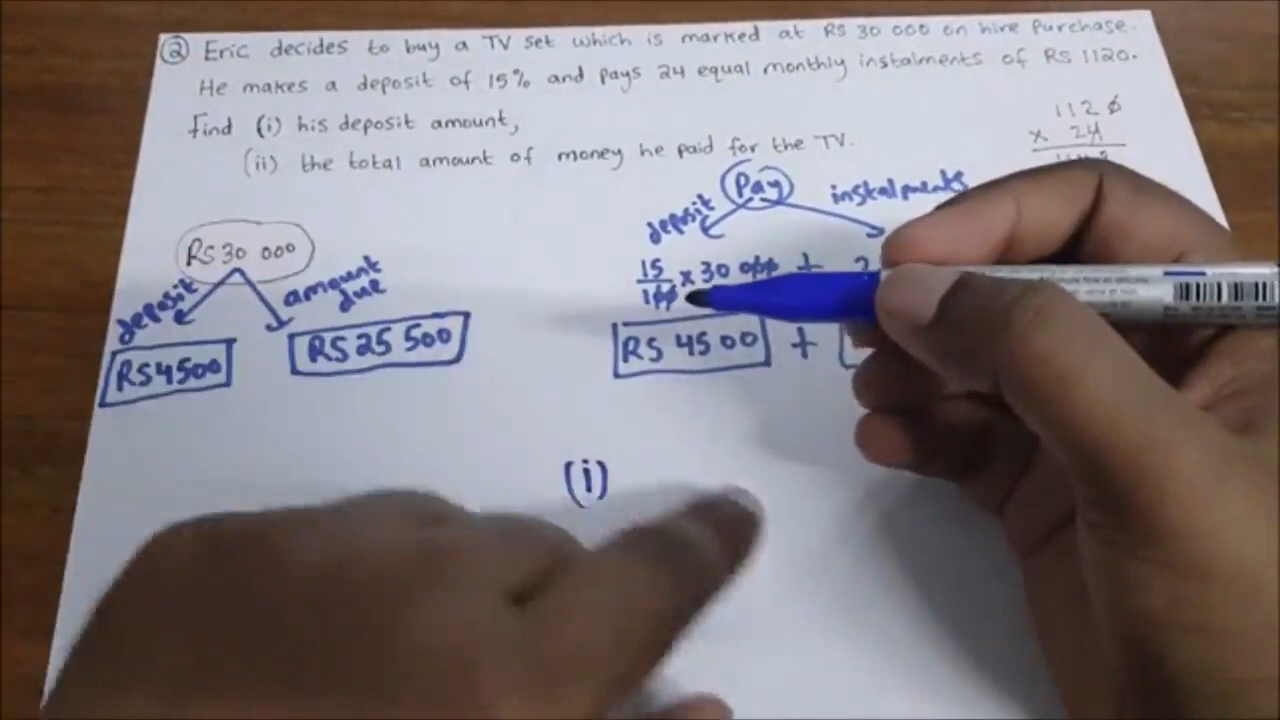 ② Eric decides to buy a TV set which is marked at RS 30 000 on hire purchase.
He makes a deposit of 15% and pays 24 equal monthly instalments of RS 1120.
Find (i) his deposit amount,
(ii) the total amount of money he paid for the TV.
1120
x 24
Pay
deposit
instalments
RS 30 000
deposit
amount
due
15/100 x 30 000 +
RS 4500
RS 25 500
RS 4500 +
(i)